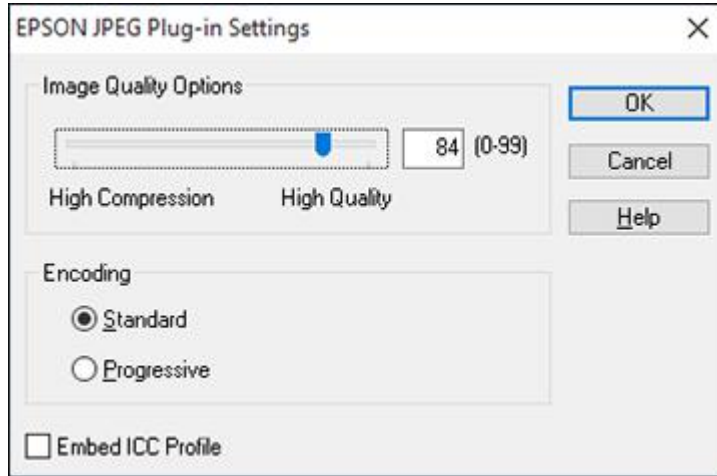 EPSON JPEG Plug-in Settings
Image Quality Options
84 (0-99)
High Compression High Quality
OK
Cancel
Help
Encoding
Standard
Progressive
Embed ICC Profile